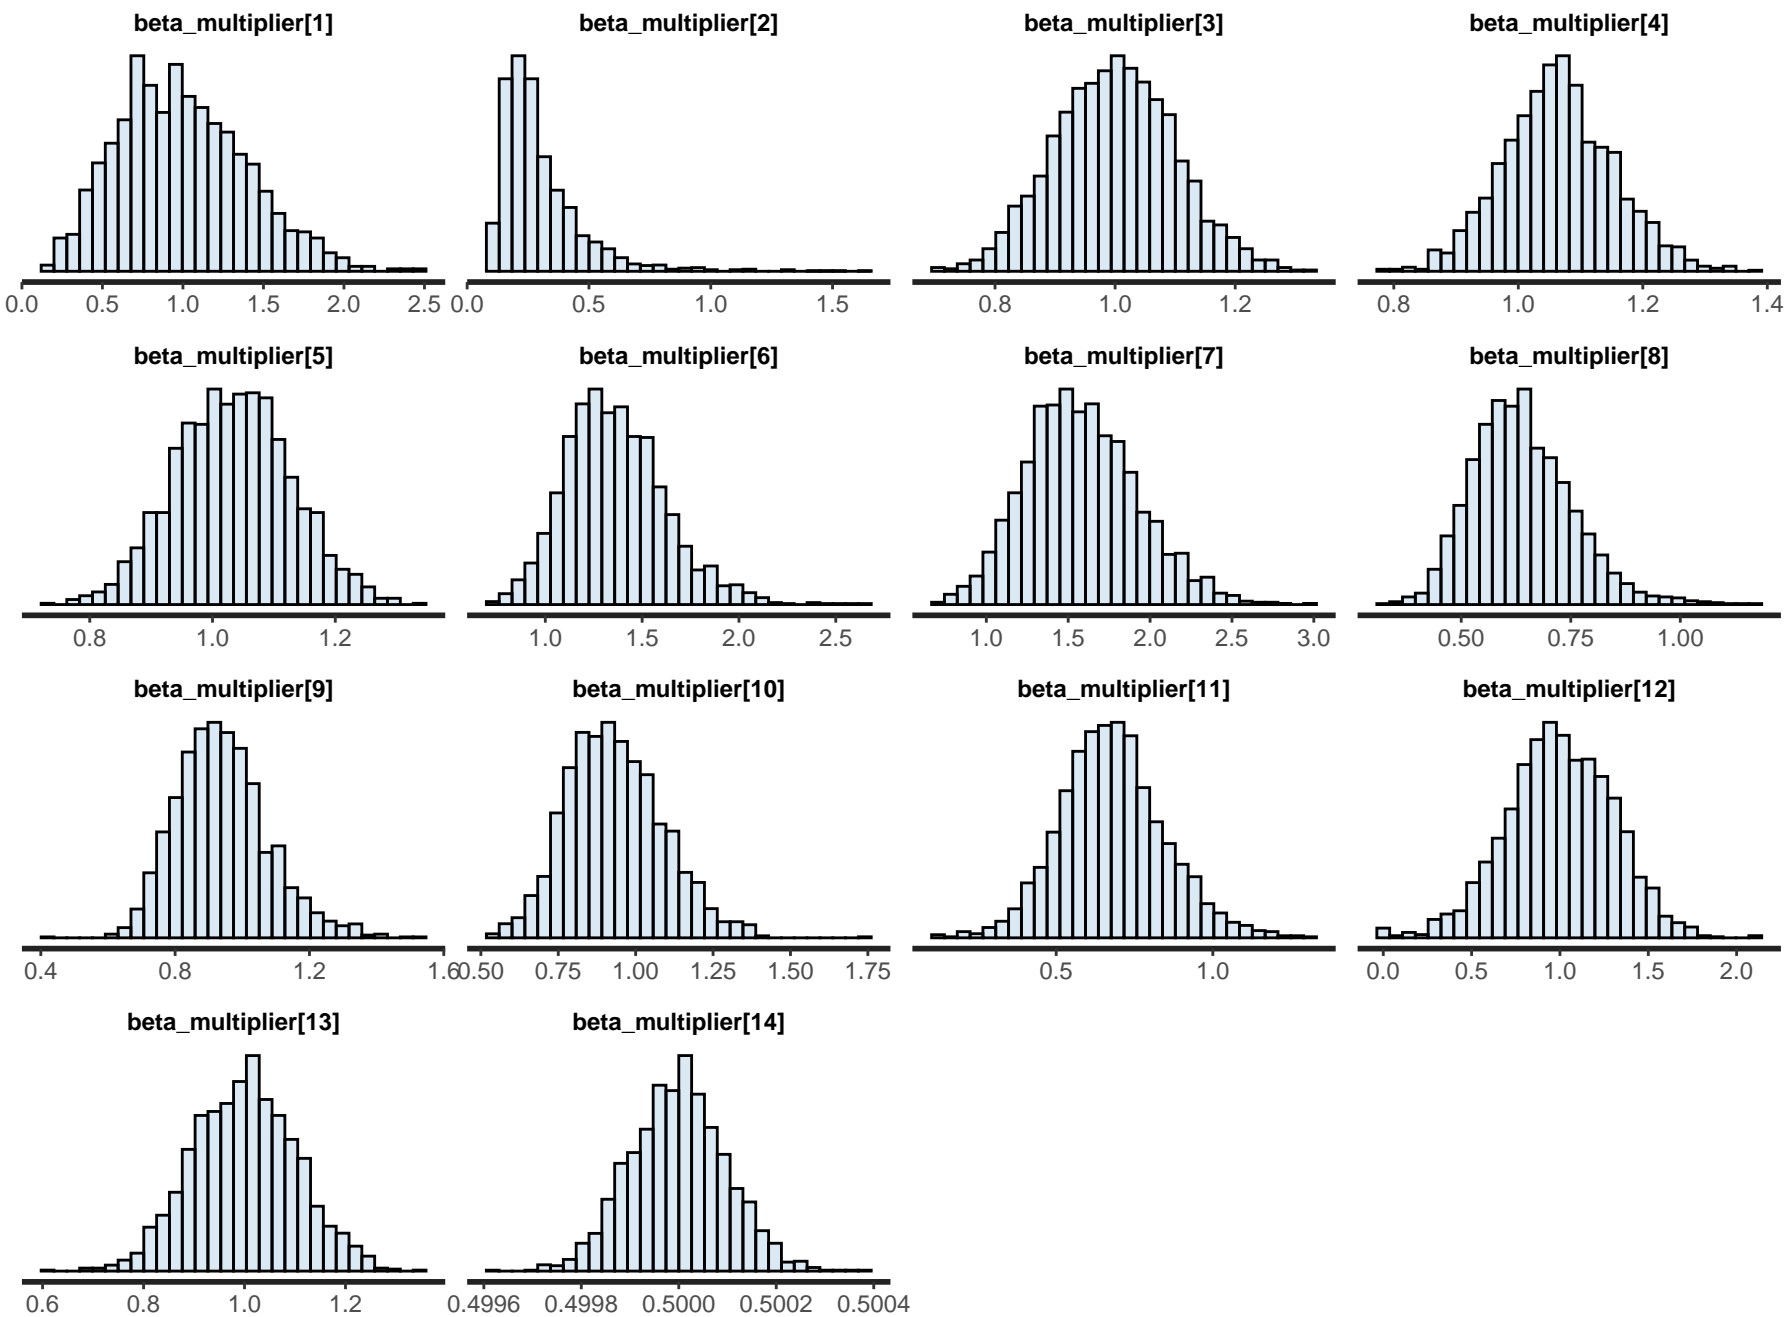 beta_multiplier[1] beta_multiplier[2] beta_multiplier[3] beta_multiplier[4]
0.0 0.5 1.0 1.5 2.0 2.5 0.0 0.5 1.0 1.5 0.8 1.0 1.2 0.8 1.0 1.2 1.4
beta_multiplier[5] beta_multiplier[6] beta_multiplier[7] beta_multiplier[8]
0.8 1.0 1.2 1.0 1.5 2.0 2.5 1.0 1.5 2.0 2.5 3.0 0.50 0.75 1.00
beta_multiplier[9] beta_multiplier[10] beta_multiplier[11] beta_multiplier[12]
0.4 0.8 1.2 1.6 0.50 0.75 1.00 1.25 1.50 1.75 0.5 1.0 0.0 0.5 1.0 1.5 2.0
beta_multiplier[13] beta_multiplier[14]
0.6 0.8 1.0 1.2 0.4996 0.4998 0.5000 0.5002 0.5004